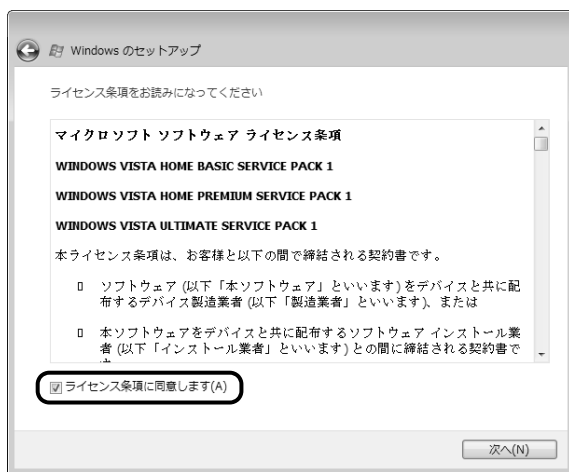 Windows のセットアップ
ライセンス条項をお読みになってください
マイクロソフト ソフトウェア ライセンス条項
WINDOWS VISTA HOME BASIC SERVICE PACK 1
WINDOWS VISTA HOME PREMIUM SERVICE PACK 1
WINDOWS VISTA ULTIMATE SERVICE PACK 1
本ライセンス条項は、お客様と以下の間で締結される契約書です。
ソフトウェア (以下「本ソフトウェア」といいます) をデバイスと共に配
布するデバイス製造業者 (以下「製造業者」といいます)、または
本ソフトウェアをデバイスと共に配布するソフトウェア インストール業
者 (以下「インストール業者」といいます) との間に締結される契約書で
ライセンス条項に同意します(A)
次へ(N)